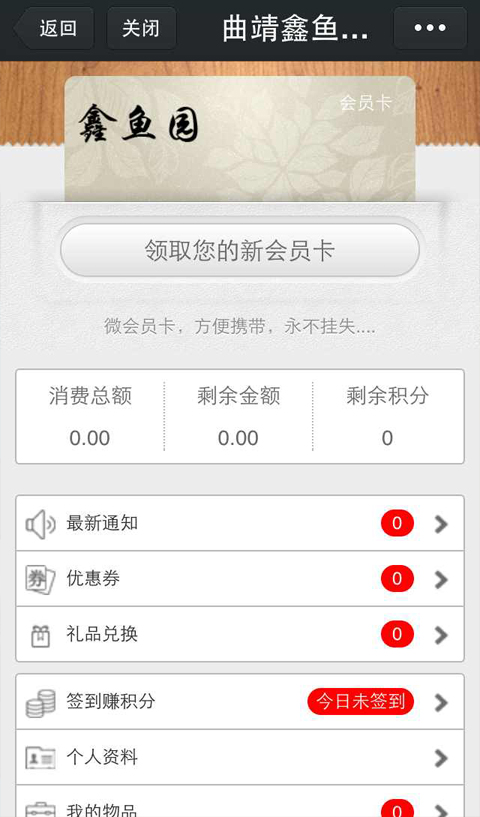 返回 关闭 曲靖鑫鱼...
会员卡
鑫鱼园
领取您的新会员卡
微会员卡，方便携带，永不挂失....
消费总额 剩余金额 剩余积分
0.00 0.00 0
最新通知 0
券 优惠券 0
礼品兑换 0
签到赚积分 今日未签到
个人资料
我的物品 0